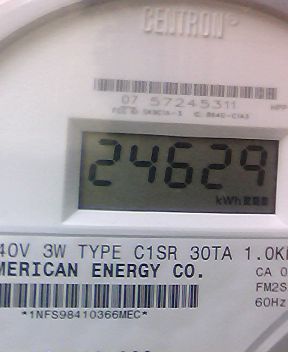 CENTRON®
07 57245311
24629
kWh
40V 3W TYPE C1SR 30TA 1.0K
MERICAN ENERGY CO.
CA 0
FM2S
60Hz
*1NFS98410366MEC*